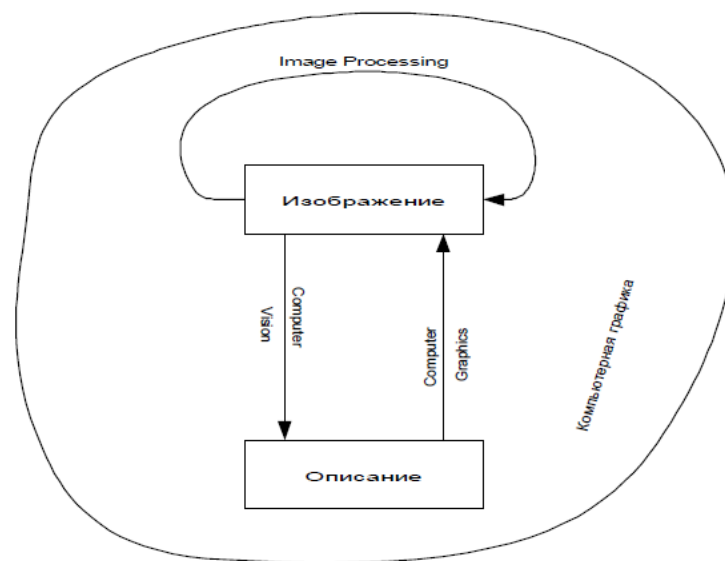 Image Processing
Изображение
Computer
Vision
Computer
Graphics
Компьютерная графика
Описание